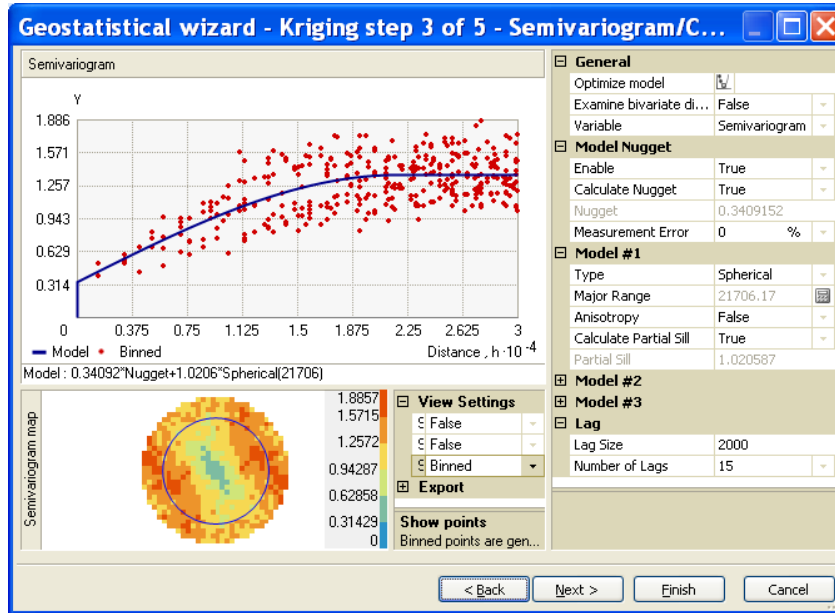 Geostatistical wizard - Kriging step 3 of 5 - Semivariogram/C...
Semivariogram
γ
1.886
1.571
1.257
0.943
0.629
0.314
0 0.375 0.75 1.125 1.5 1.875 2.25 2.625 3
Model Binned Distance , h ·10 -4
Model : 0.34092*Nugget+1.0206*Spherical(21706)
Semivariogram map
1.8857
1.5715
1.2572
0.94287
0.62858
0.31429
0
View Settings
S False
S False
S Binned
Export
Show points
Binned points are gen...
General
Optimize model
Examine bivariate di... False
Variable Semivariogram
Model Nugget
Enable True
Calculate Nugget True
Nugget 0.3409152
Measurement Error 0 %
Model #1
Type Spherical
Major Range 21706.17
Anisotropy False
Calculate Partial Sill True
Partial Sill 1.020587
Model #2
Model #3
Lag
Lag Size 2000
Number of Lags 15
< Back Next > Finish Cancel